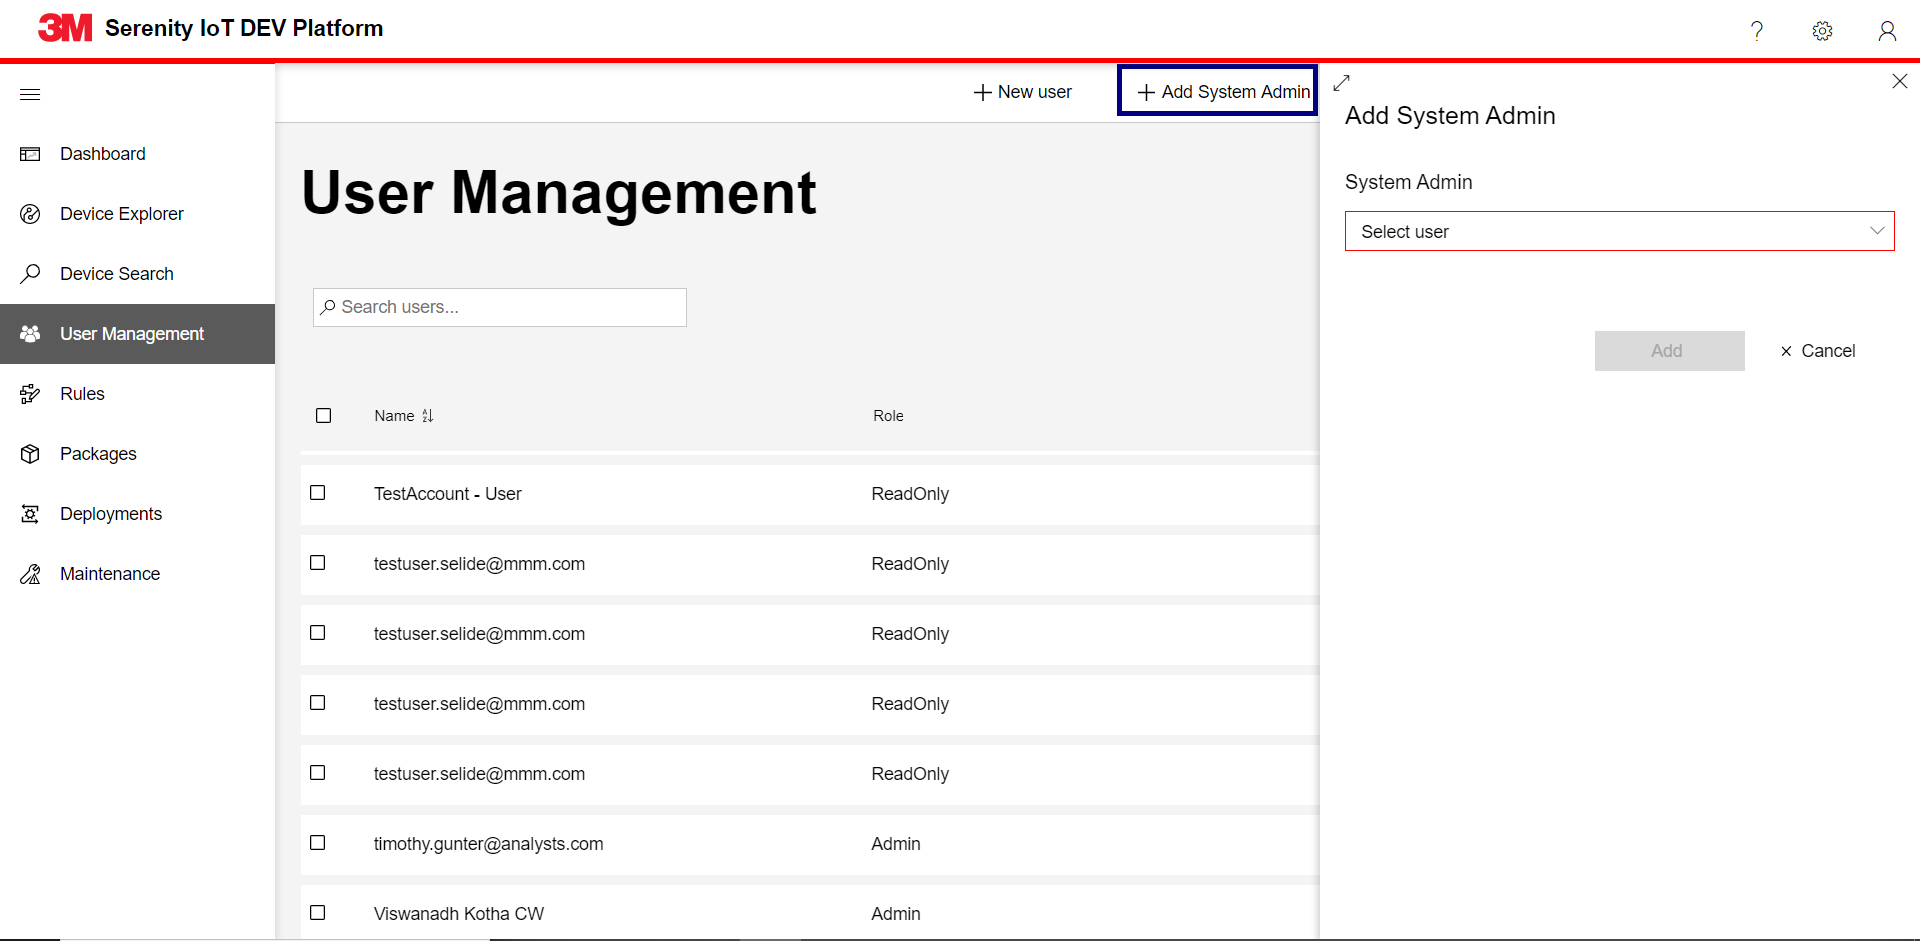 3M Serenity IoT DEV Platform
?
New user
Add System Admin
Dashboard
Device Explorer
Device Search
User Management
Rules
Packages
Deployments
Maintenance
User Management
Search users...
Name
Role
TestAccount - User ReadOnly
testuser.selide@mmm.com ReadOnly
testuser.selide@mmm.com ReadOnly
testuser.selide@mmm.com ReadOnly
testuser.selide@mmm.com ReadOnly
timothy.gunter@analysts.com Admin
Viswanadh Kotha CW Admin
Add System Admin
System Admin
Select user
Add
Cancel